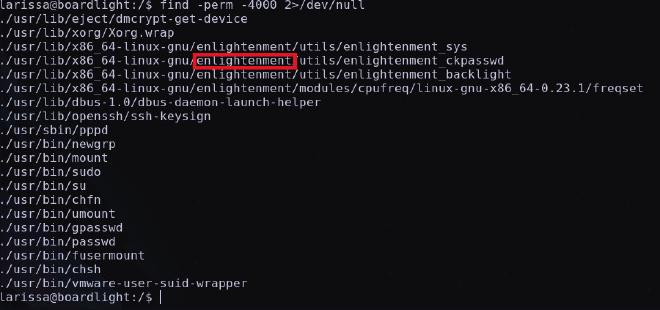 larissa@boardlight:/$ find -perm -4000 2>/dev/null
./usr/lib/eject/dmcrypt-get-device
./usr/lib/xorg/Xorg.wrap
./usr/lib/x86_64-linux-gnu/enlightenment/utils/enlightenment_sys
./usr/lib/x86_64-linux-gnu/enlightenment/utils/enlightenment_ckpasswd
./usr/lib/x86_64-linux-gnu/enlightenment/utils/enlightenment_backlight
./usr/lib/x86_64-linux-gnu/enlightenment/modules/cpufreq/linux-gnu-x86_64-0.23.1/freqset
./usr/lib/dbus-1.0/dbus-daemon-launch-helper
./usr/lib/openssh/ssh-keysign
./usr/sbin/pppd
./usr/bin/newgrp
./usr/bin/mount
./usr/bin/sudo
./usr/bin/su
./usr/bin/chfn
./usr/bin/umount
./usr/bin/gpasswd
./usr/bin/passwd
./usr/bin/fusermount
./usr/bin/chsh
./usr/bin/vmware-user-suid-wrapper
larissa@boardlight:/$